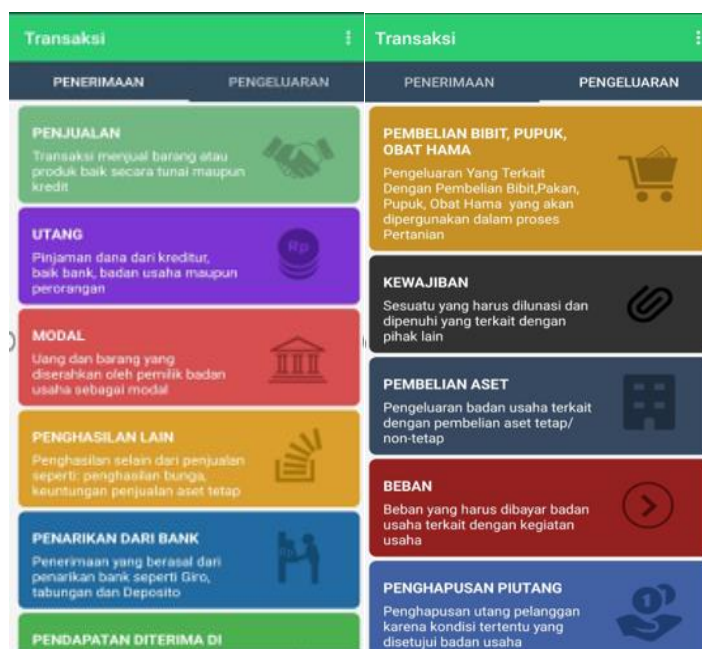 Transaksi
PENERIMAAN
PENGELUARAN
PENJUALAN
Transaksi menjual barang atau
produk baik secara tunai maupun
kredit
UTANG
Rp
Pinjaman dana dari kreditur,
baik bank, badan usaha maupun
perorangan
MODAL
Uang dan barang yang
diserahkan oleh pemilik badan
usaha sebagai modal
PENGHASILAN LAIN
Penghasilan selain dari penjualan
seperti: penghasilan bunga,
keuntungan penjualan aset tetap
PENARIKAN DARI BANK
Penerimaan yang berasal dari
penarikan bank seperti Giro,
tabungan dan Deposito
PENDAPATAN DITERIMA DI
Transaksi
PENERIMAAN
PENGELUARAN
PEMBELIAN BIBIT, PUPUK,
OBAT HAMA
Pengeluaran Yang Terkait
Dengan Pembelian Bibit,Pakan,
Pupuk, Obat Hama yang akan
dipergunakan dalam proses
Pertanian
KEWAJIBAN
Sesuatu yang harus dilunasi dan
dipenuhi yang terkait dengan
pihak lain
PEMBELIAN ASET
Pengeluaran badan usaha terkait
dengan pembelian aset tetap/
non-tetap
BEBAN
Beban yang harus dibayar badan
usaha terkait dengan kegiatan
usaha
PENGHAPUSAN PIUTANG
Penghapusan utang pelanggan
karena kondisi tertentu yang
disetujui badan usaha
1